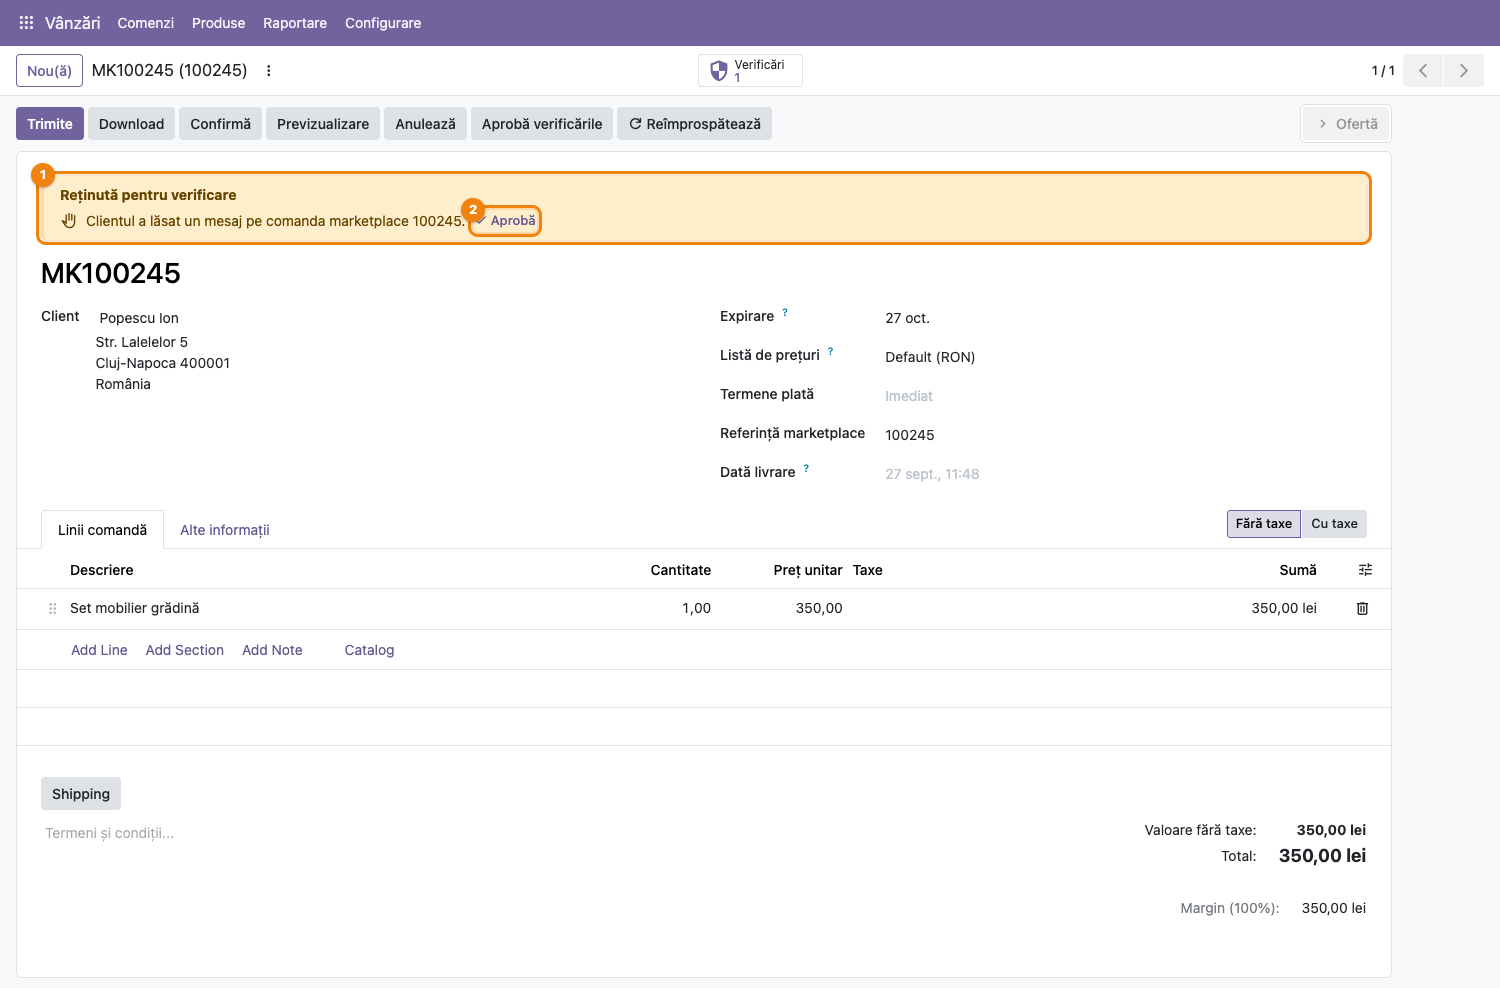 Vânzări Comenzi Produse Raportare Configurare
Nou(ă) MK100245 (100245) Verificări 1 1 / 1
Trimite Download Confirmă Previzualizare Anulează Aprobă verificările Reîmprospătează Ofertă
1
Reținută pentru verificare
Clientul a lăsat un mesaj pe comanda marketplace 100245. 2 Aprobă
MK100245
Client Popescu Ion
Str. Lalelelor 5
Cluj-Napoca 400001
România
Expirare ? 27 oct.
Listă de prețuri ? Default (RON)
Termene plată Imediat
Referință marketplace 100245
Dată livrare ? 27 sept., 11:48
Linii comandă Alte informații Fără taxe Cu taxe
Descriere Cantitate Preț unitar Taxe Sumă
Set mobilier grădină 1,00 350,00 350,00 lei
Add Line Add Section Add Note Catalog
Shipping
Termeni și condiții...
Valoare fără taxe: 350,00 lei
Total: 350,00 lei
Margin (100%): 350,00 lei